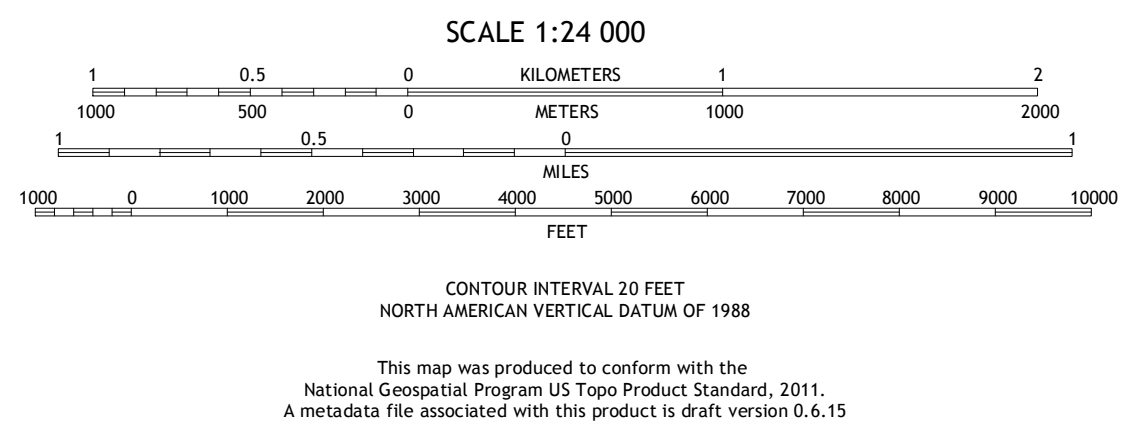 SCALE 1:24 000
1 0.5 0 KILOMETERS 1 2
1000 500 0 METERS 1000 2000
1 0.5 0 1
MILES
1000 0 1000 2000 3000 4000 5000 6000 7000 8000 9000 10000
FEET
CONTOUR INTERVAL 20 FEET
NORTH AMERICAN VERTICAL DATUM OF 1988
This map was produced to conform with the
National Geospatial Program US Topo Product Standard, 2011.
A metadata file associated with this product is draft version 0.6.15